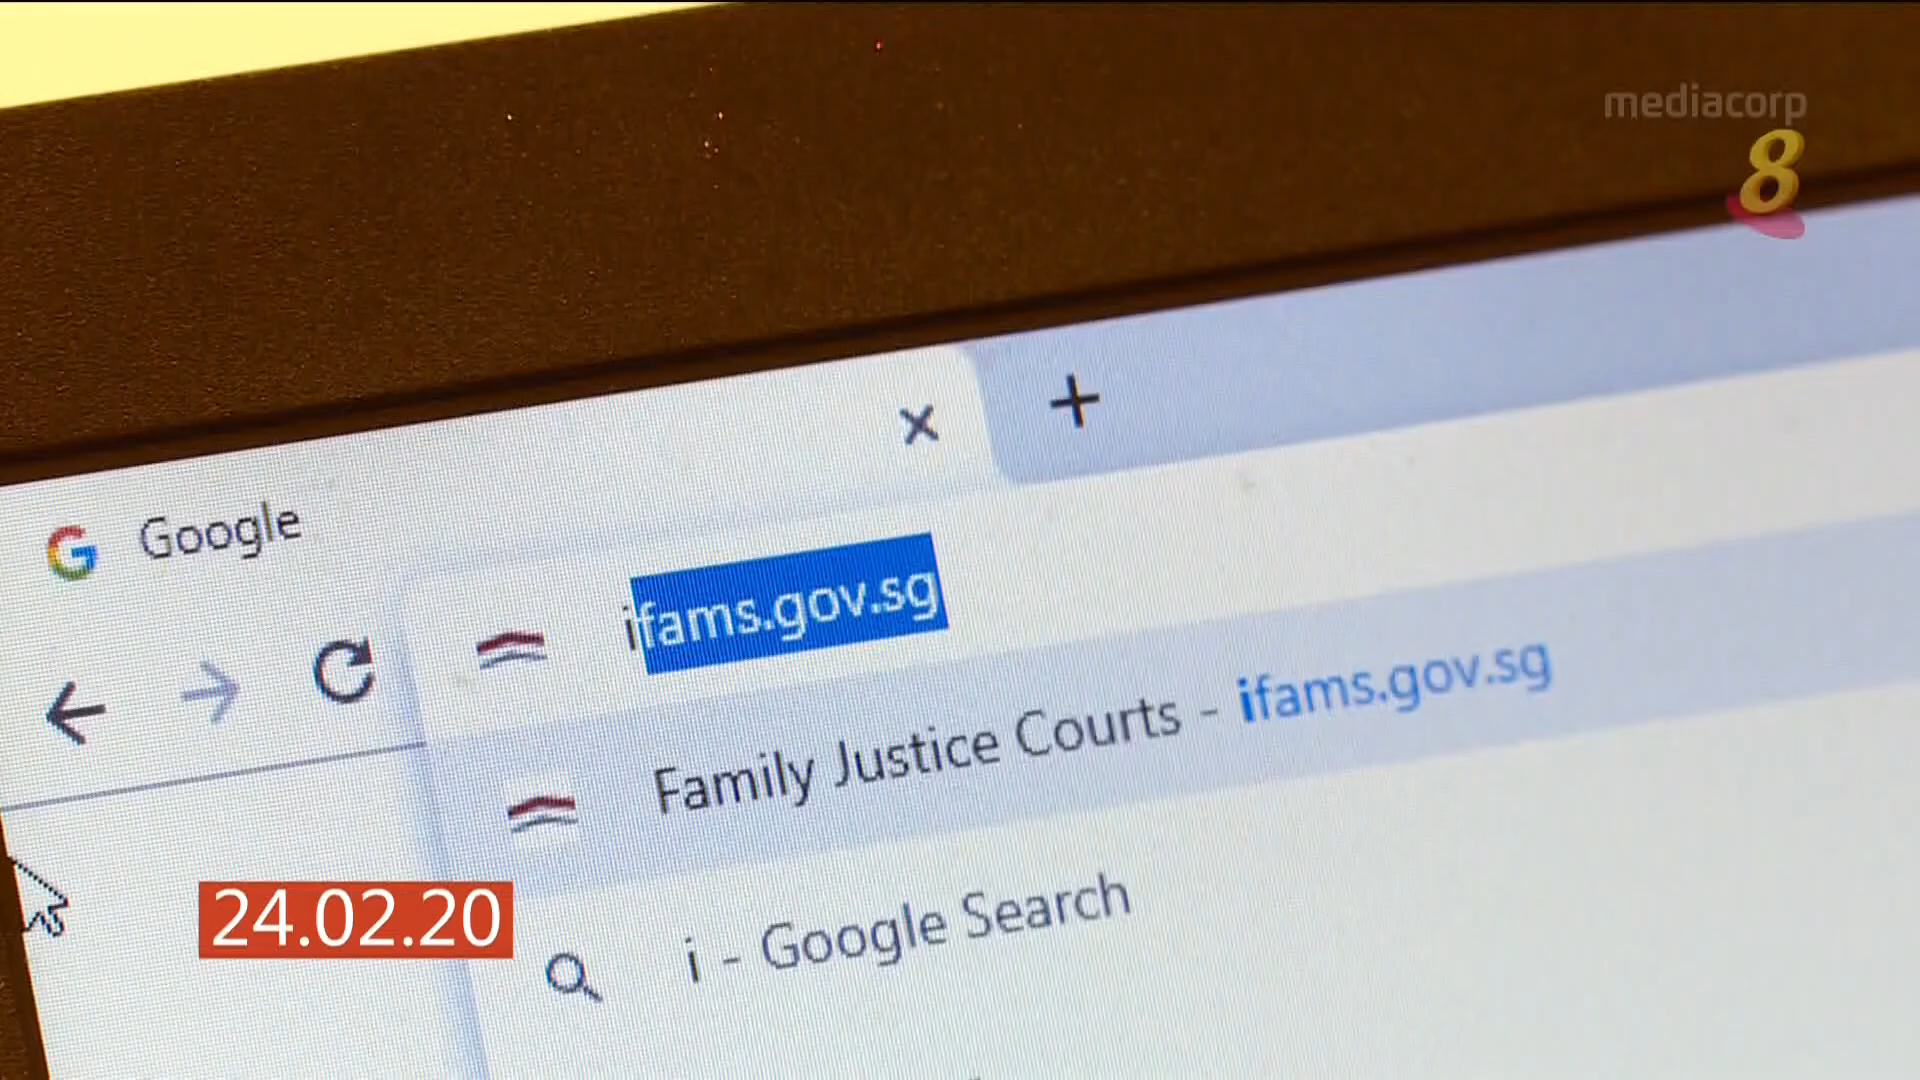 mediacorp
8
Google
ifams.gov.sg
Family Justice Courts - ifams.gov.sg
i - Google Search
24.02.20